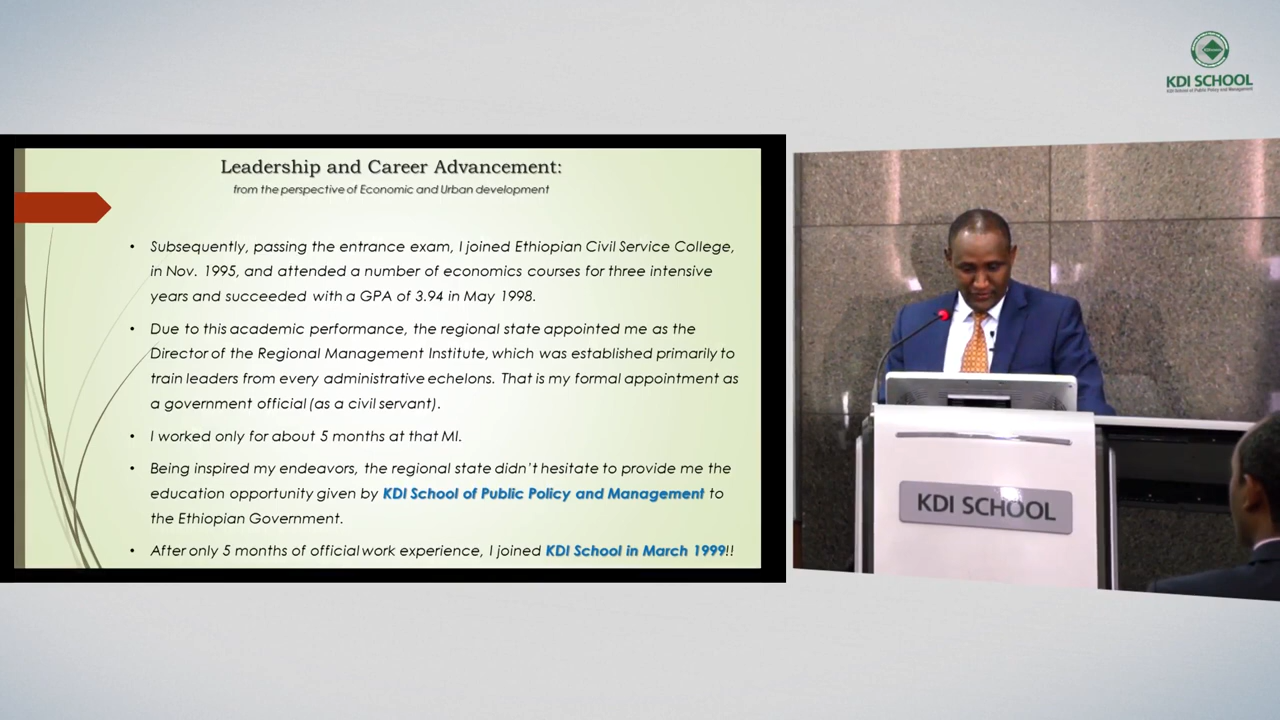 KDI SCHOOL
KDI School of Public Policy and Management
Leadership and Career Advancement:
from the perspective of Economic and Urban development
• Subsequently, passing the entrance exam, I joined Ethiopian Civil Service College,
in Nov. 1995, and attended a number of economics courses for three intensive
years and succeeded with a GPA of 3.94 in May 1998.
• Due to this academic performance, the regional state appointed me as the
Director of the Regional Management Institute, which was established primarily to
train leaders from every administrative echelons. That is my formal appointment as
a government official (as a civil servant).
• I worked only for about 5 months at that MI.
• Being inspired my endeavors, the regional state didn't hesitate to provide me the
education opportunity given by KDI School of Public Policy and Management to
the Ethiopian Government.
• After only 5 months of official work experience, I joined KDI School in March 1999!!
KDI SCHOOL